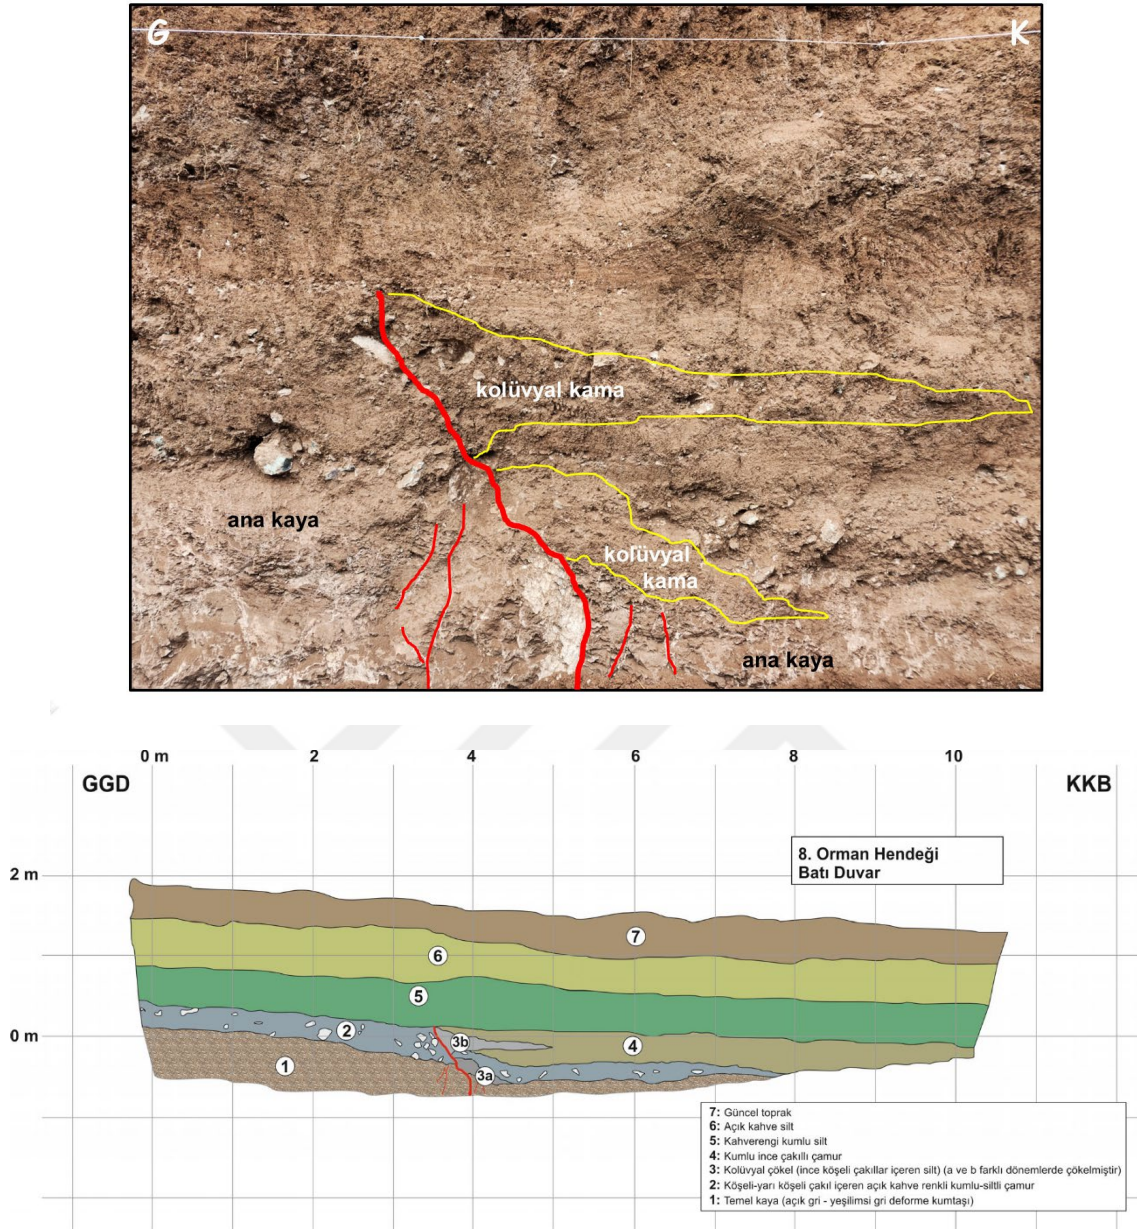 G K
kolüvyal kama
ana kaya
kolüvyal
kama
ana kaya
0 m 2 4 6 8 10
GGD KKB
8. Orman Hendeği
Batı Duvar
2 m
7
6
5
0 m
2
3b
4
1
3a
7: Güncel toprak
6: Açık kahve silt
5: Kahverengi kumlu silt
4: Kumlu ince çakıllı çamur
3: Kolüvyal çökel (ince köşeli çakıllar içeren silt) (a ve b farklı dönemlerde çökelmiştir)
2: Köşeli-yarı köşeli çakıl içeren açık kahve renkli kumlu-siltli çamur
1: Temel kaya (açık gri - yeşilimsi gri deforme kumtaşı)